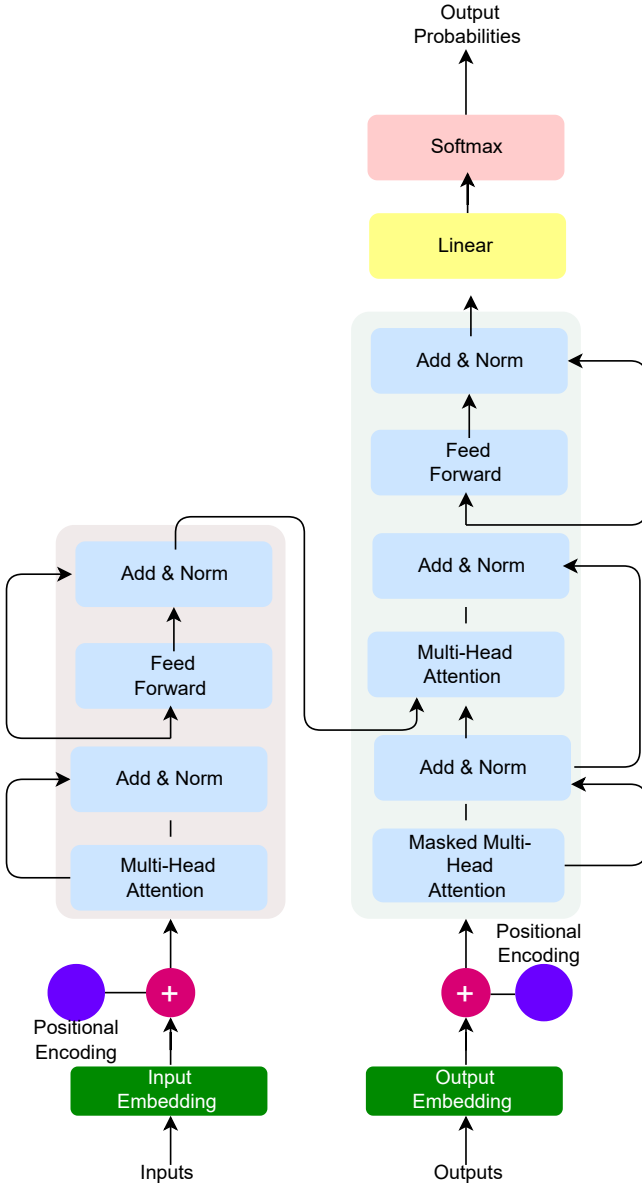 Output
Probabilities
Softmax
Linear
Add & Norm
Feed
Forward
Add & Norm
Multi-Head
Attention
Add & Norm
Masked Multi-
Head
Attention
Positional
Encoding
+
Output
Embedding
Outputs
Add & Norm
Feed
Forward
Add & Norm
Multi-Head
Attention
+
Positional
Encoding
Input
Embedding
Inputs